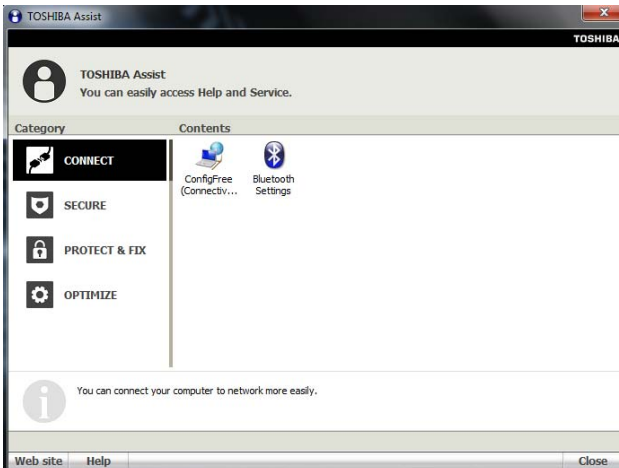 TOSHIBA Assist
TOSHIBA
TOSHIBA Assist
You can easily access Help and Service.
Category
Contents
CONNECT
SECURE
PROTECT & FIX
OPTIMIZE
ConfigFree
(Connectiv...
Bluetooth
Settings
You can connect your computer to network more easily.
Web site
Help
Close